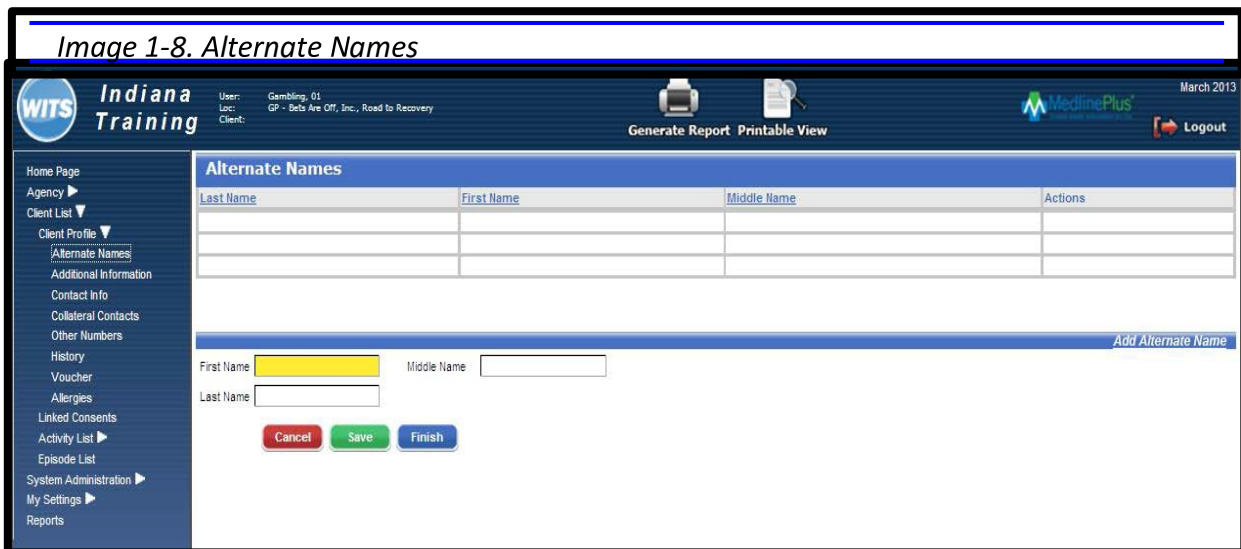 Image 1-8. Alternate Names
WITS
Indiana Training
User: Gambling, 01
Loc: GP - Bets Are Off, Inc., Road to Recovery
Client:
Generate Report Printable View
MedlinePlus
March 2013
Logout
Home Page
Agency
Client List
Client Profile
Alternate Names
Additional Information
Contact Info
Collateral Contacts
Other Numbers
History
Voucher
Allergies
Linked Consents
Activity List
Episode List
System Administration
My Settings
Reports
Alternate Names
Last Name First Name Middle Name Actions
Add Alternate Name
First Name Middle Name
Last Name
Cancel Save Finish